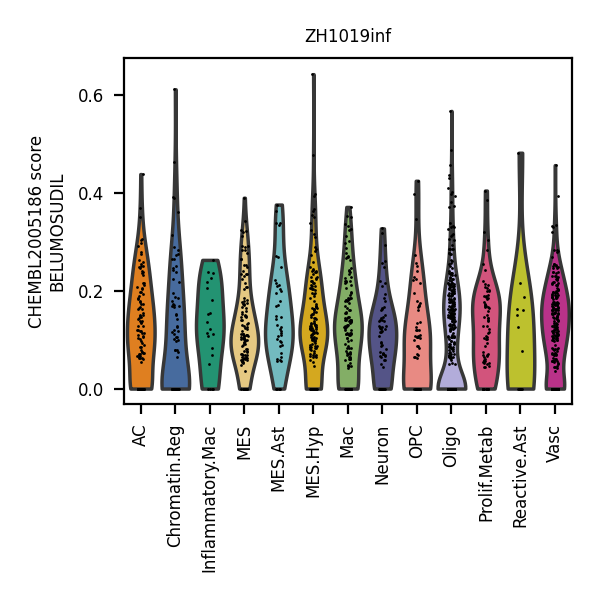 ZH1019inf
CHEMBL2005186 score
BELUMOSUDIL
0.6
0.4
0.2
0.0
AC
Chromatin.Reg
Inflammatory.Mac
MES
MES.Ast
MES.Hyp
Mac
Neuron
OPC
Oligo
Prolif.Metab
Reactive.Ast
Vasc